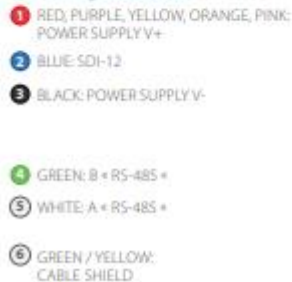 1 RED, PURPLE, YELLOW, ORANGE, PINK:
POWER SUPPLY V+
2 BLUE: SDI-12
3 BLACK: POWER SUPPLY V-
4 GREEN: B « RS-485 »
5 WHITE: A « RS-485 »
6 GREEN / YELLOW:
CABLE SHIELD